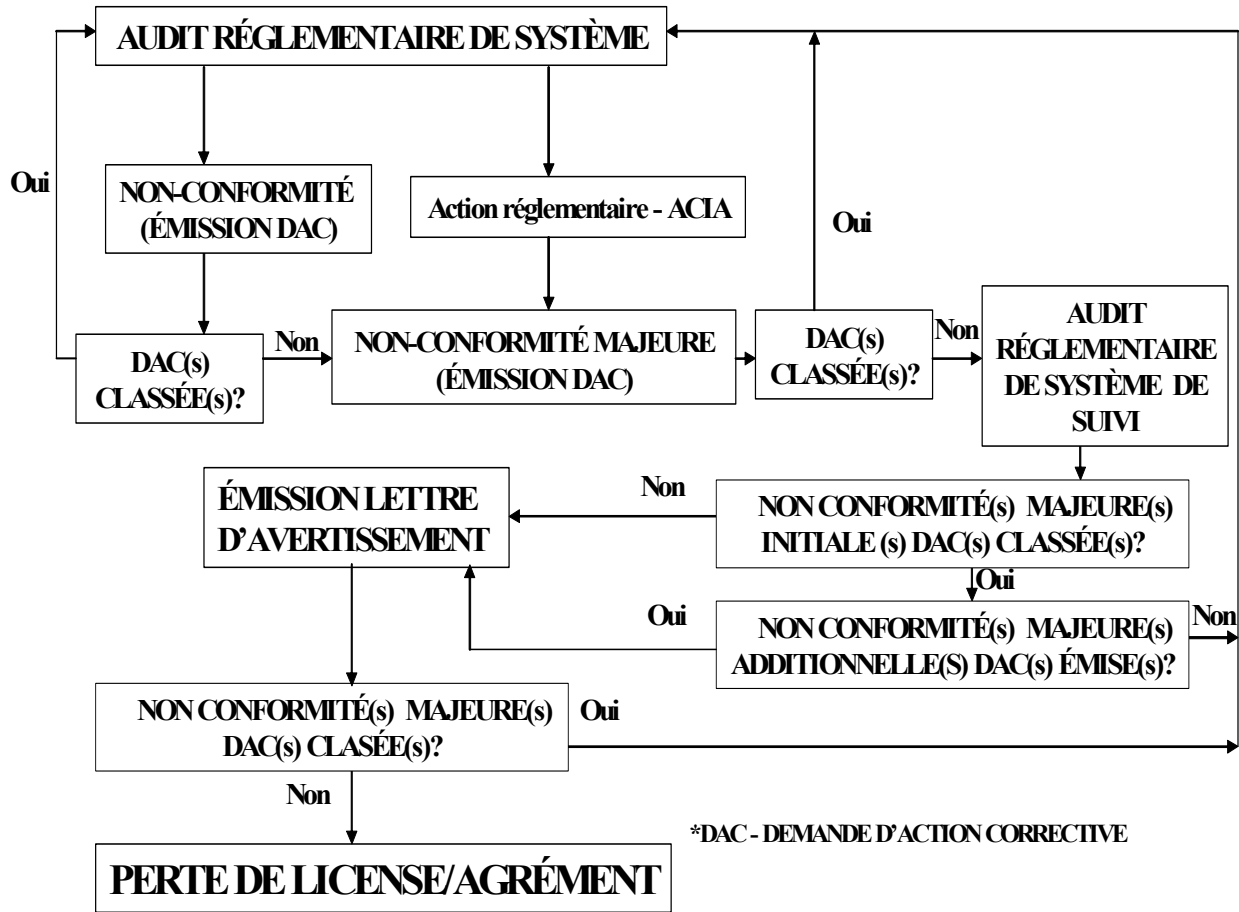 AUDIT RÉGLEMENTAIRE DE SYSTÈME
Oui
NON-CONFORMITÉ
(ÉMISSION DAC)
Action réglementaire - ACIA
Oui
DAC(s)
CLASSÉE(s)?
Non
NON-CONFORMITÉ MAJEURE
(ÉMISSION DAC)
DAC(s)
CLASSÉE(s)?
Non
AUDIT
RÉGLEMENTAIRE
DE SYSTÈME DE
SUIVI
ÉMISSION LETTRE
D'AVERTISSEMENT
Non
NON CONFORMITÉ(s) MAJEURE(s)
INITIALE (s) DAC(s) CLASSÉE(s)?
Oui
Oui
NON CONFORMITÉ(s) MAJEURE(s)
ADDITIONNELLE(S) DAC(s) ÉMISE(s)?
Non
NON CONFORMITÉ(s) MAJEURE(s)
DAC(s) CLASÉE(s)?
Oui
Non
*DAC - DEMANDE D'ACTION CORRECTIVE
PERTE DE LICENSE/AGRÉMENT